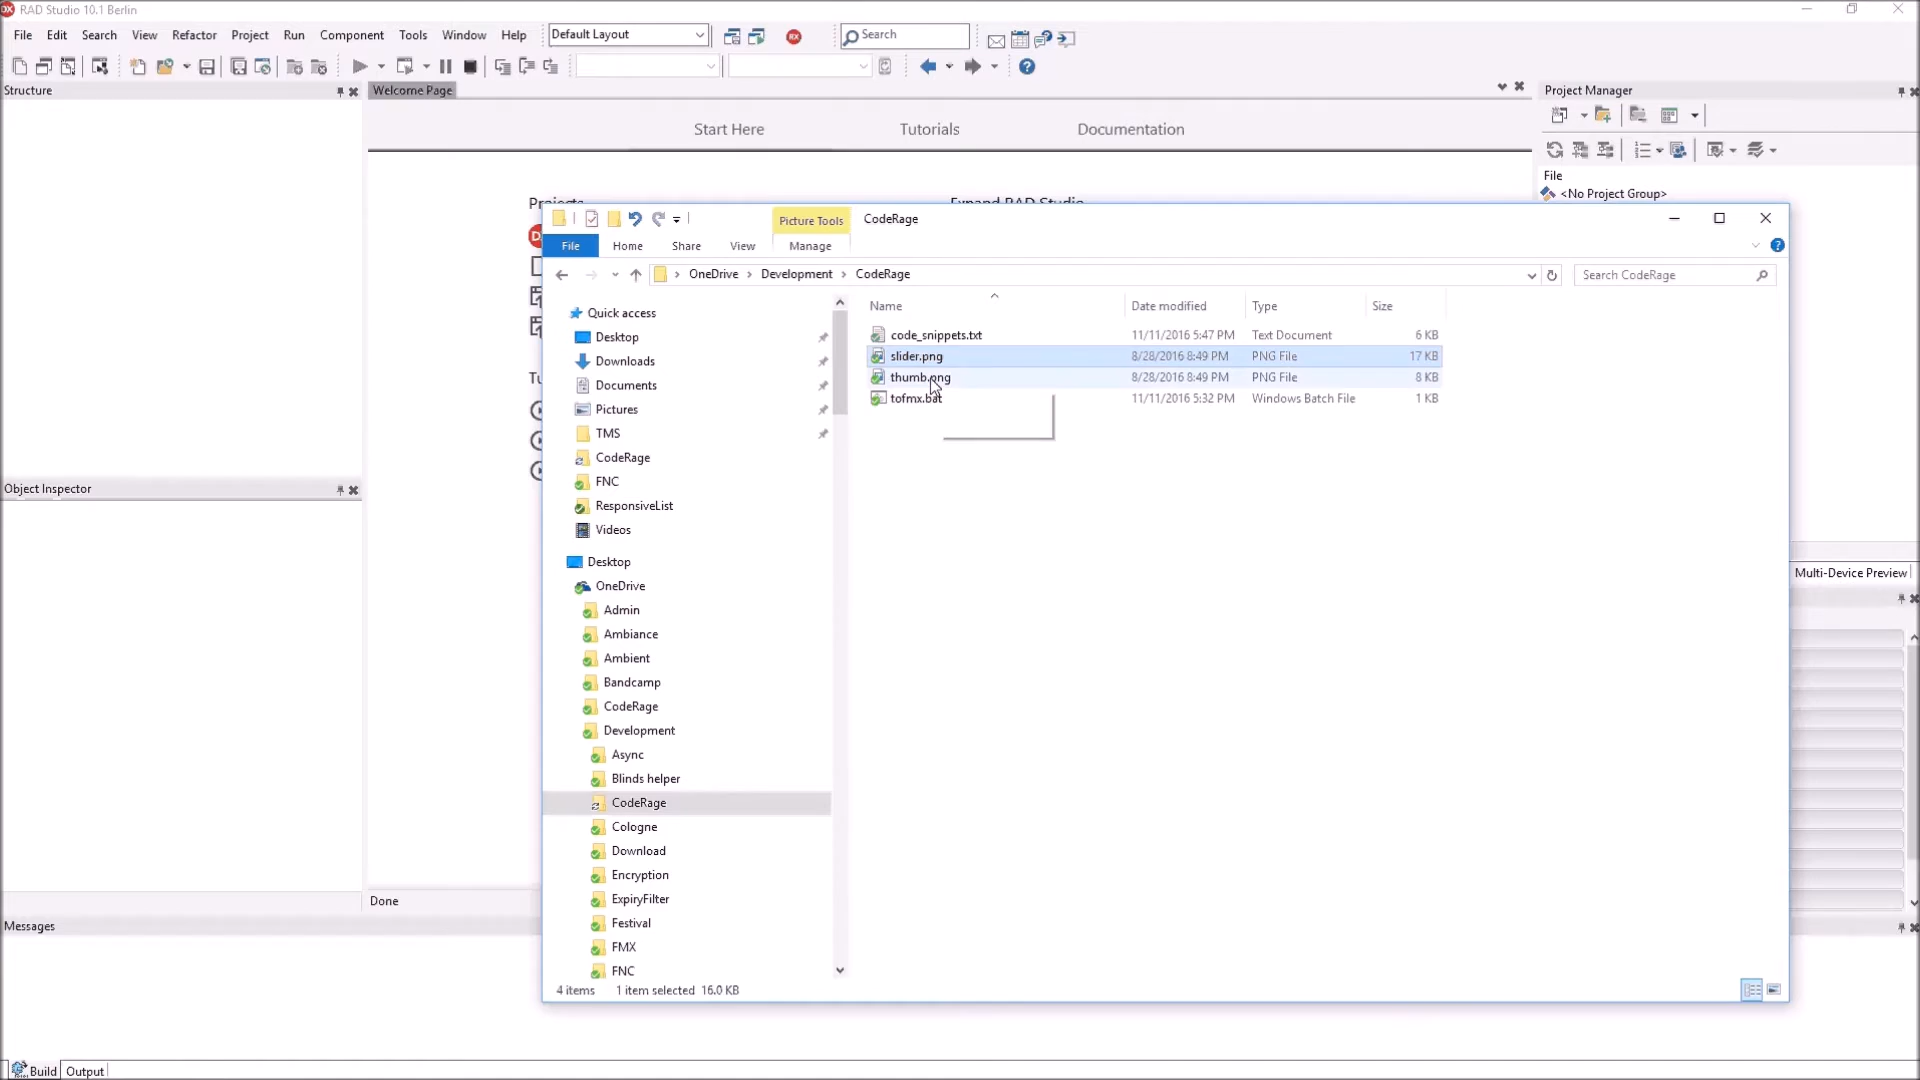 RAD Studio 10.1 Berlin
File Edit Search View Refactor Project Run Component Tools Window Help Default Layout Search
Structure
Welcome Page
Project Manager
Start Here Tutorials Documentation
File
<No Project Group>
Projects
Expand RAD Studio
Picture Tools CodeRage
File Home Share View Manage
OneDrive > Development > CodeRage
Search CodeRage
Name Date modified Type Size
code_snippets.txt 11/11/2016 5:47 PM Text Document 6 KB
slider.png 8/28/2016 8:49 PM PNG File 17 KB
thumb.png 8/28/2016 8:49 PM PNG File 8 KB
tofmx.bat 11/11/2016 5:32 PM Windows Batch File 1 KB
Quick access
Desktop
Downloads
Documents
Pictures
TMS
CodeRage
FNC
ResponsiveList
Videos
Desktop
OneDrive
Admin
Ambiance
Ambient
Bandcamp
CodeRage
Development
Async
Blinds helper
CodeRage
Cologne
Download
Encryption
ExpiryFilter
Festival
FMX
FNC
4 items 1 item selected 16.0 KB
Object Inspector
Multi-Device Preview
Done
Messages
Build Output